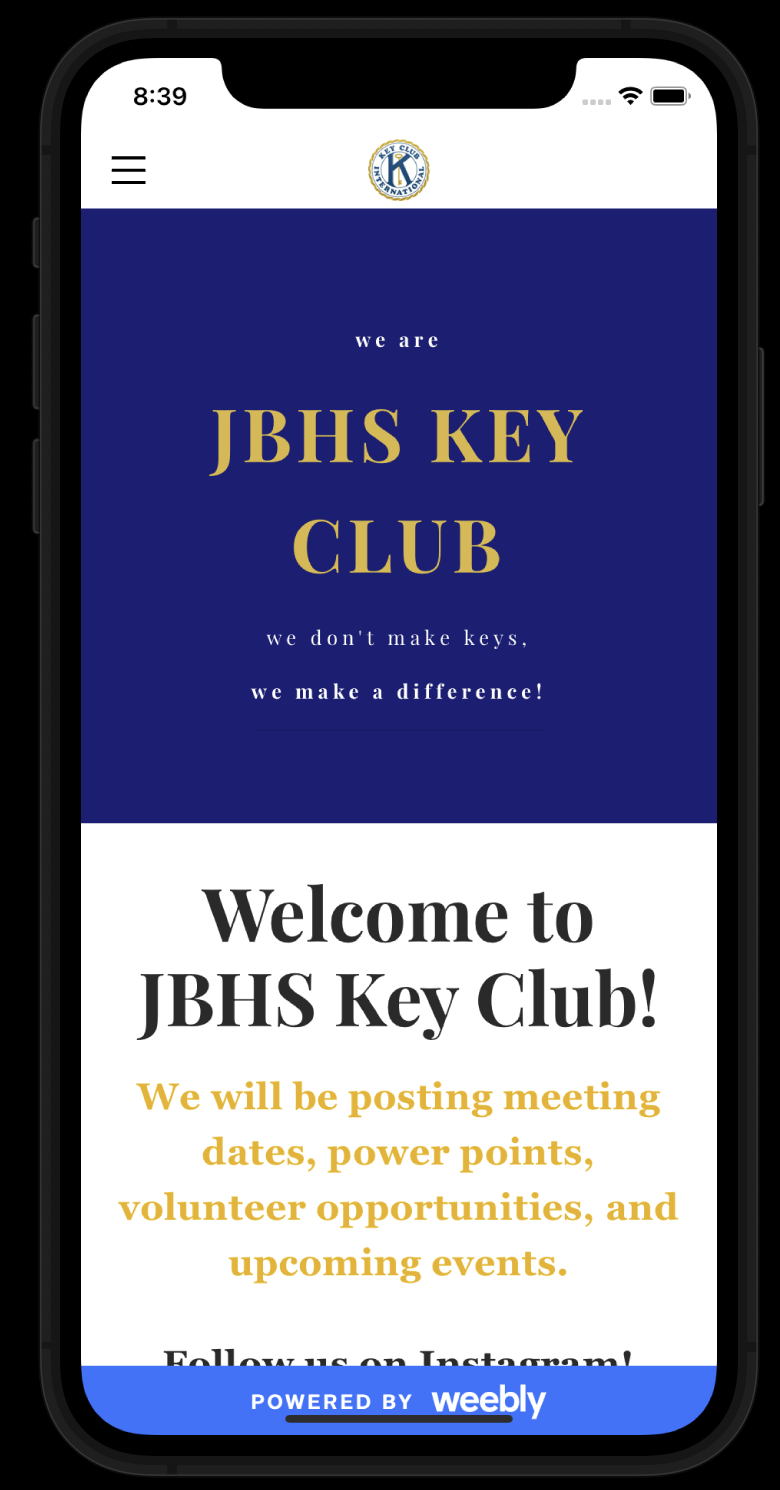 8:39
KEY CLUB
K
INTERNATIONAL
we are
JBHS KEY
CLUB
we don't make keys,
we make a difference!
Welcome to
JBHS Key Club!
We will be posting meeting
dates, power points,
volunteer opportunities, and
upcoming events.
Follow us on Instagram!
POWERED BY weebly